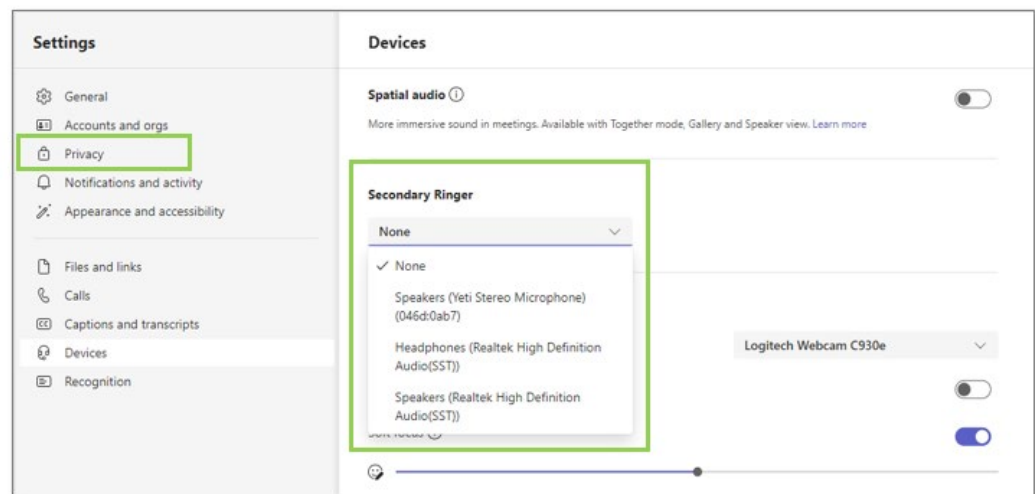 Settings
General
Accounts and orgs
Privacy
Notifications and activity
Appearance and accessibility
Files and links
Calls
CC
Captions and transcripts
Devices
Recognition
Devices
Spatial audio
More immersive sound in meetings. Available with Together mode, Gallery and Speaker view. Learn more
Secondary Ringer
None
None
Speakers (Yeti Stereo Microphone)
(046d:0ab7)
Headphones (Realtek High Definition
Audio(SST))
Speakers (Realtek High Definition
Audio(SST))
Logitech Webcam C930e
Soft focus